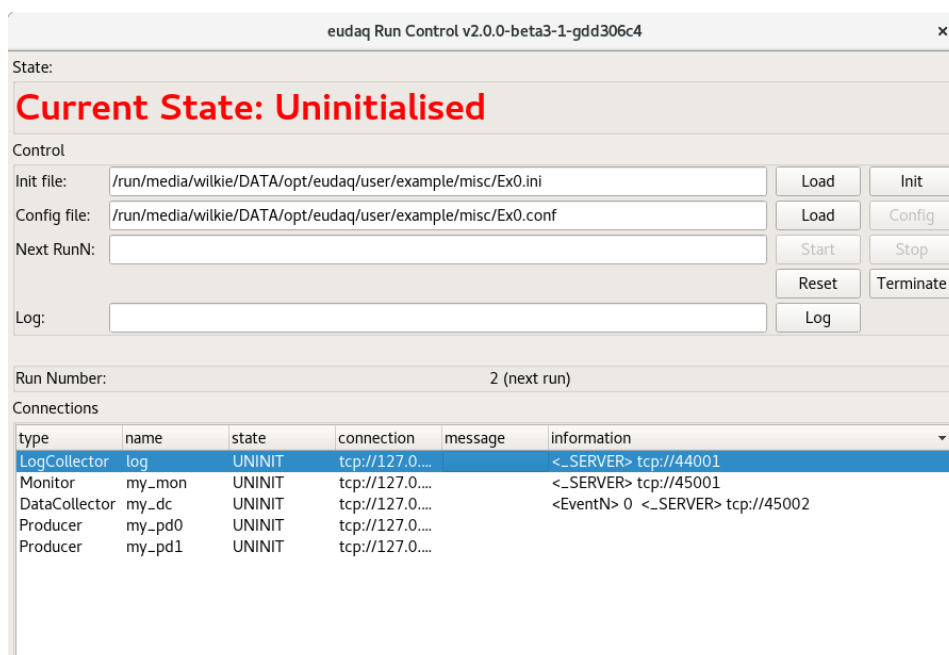 eudaq Run Control v2.0.0-beta3-1-gdd306c4 ×
State:
Current State: Uninitialised
Control
Init file: /run/media/wilkie/DATA/opt/eudaq/user/example/misc/Ex0.ini Load Init
Config file: /run/media/wilkie/DATA/opt/eudaq/user/example/misc/Ex0.conf Load Config
Next RunN: Start Stop
Reset Terminate
Log: Log
Run Number: 2 (next run)
Connections
type name state connection message information
LogCollector log UNINIT tcp://127.0.... <_SERVER> tcp://44001
Monitor my_mon UNINIT tcp://127.0.... <_SERVER> tcp://45001
DataCollector my_dc UNINIT tcp://127.0.... <EventN> 0 <_SERVER> tcp://45002
Producer my_pd0 UNINIT tcp://127.0....
Producer my_pd1 UNINIT tcp://127.0....